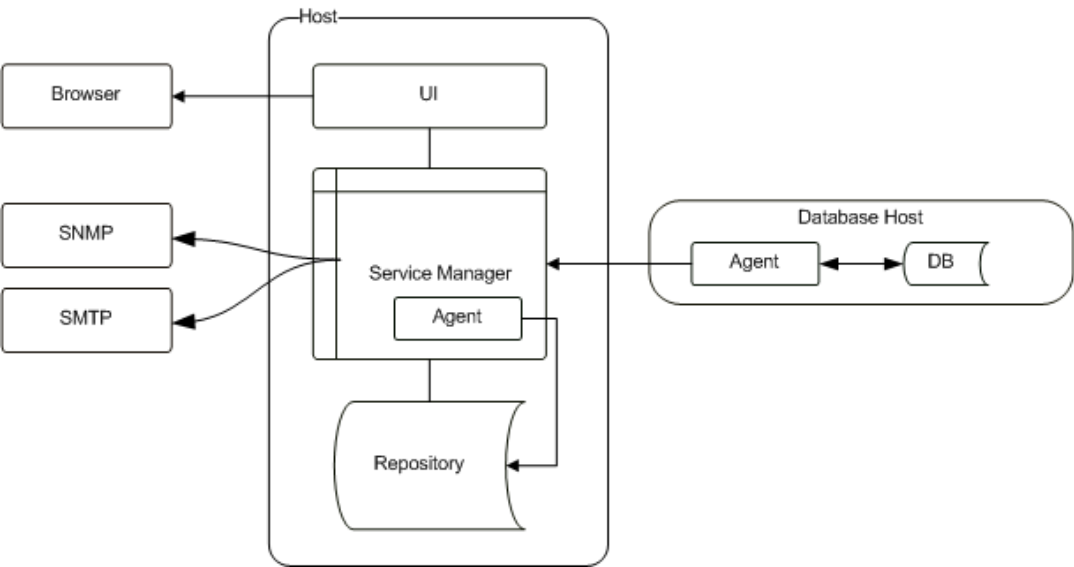 Host
Browser
UI
SNMP
SMTP
Service Manager
Agent
Repository
Database Host
Agent
DB